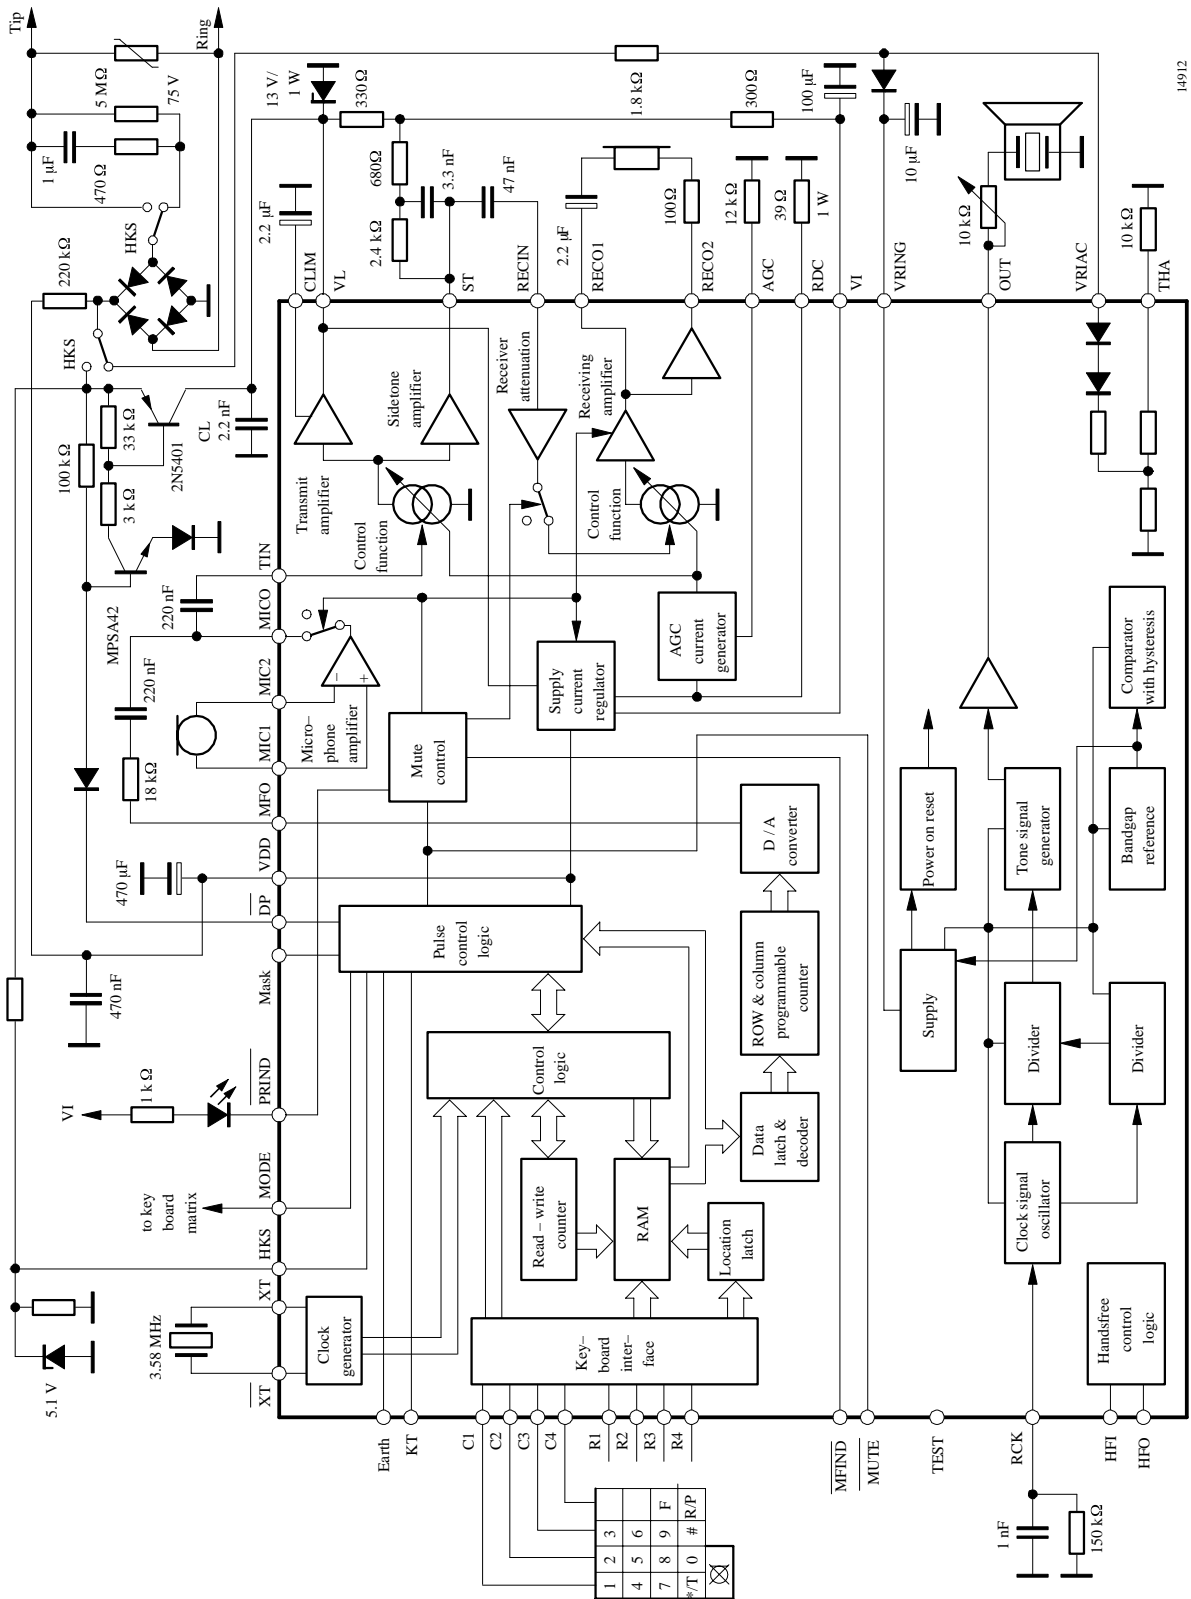 Tip
Ring
5 MΩ
75 V
1 µF
470 Ω
HKS
220 kΩ
HKS
13 V/
1 W
330 Ω
2.2 µF
680Ω
2.4 kΩ
3.3 nF
47 nF
1.8 kΩ
2.2 µF
100 Ω
300 Ω
12 kΩ
39 Ω
1 W
100 µF
10 µF
10 kΩ
10 kΩ
14912
CLIM
VL
ST
RECIN
RECO1
RECO2
AGC
RDC
VI
VRING
OUT
VRIAC
THA
100 kΩ
33 kΩ
3 kΩ
2N5401
CL
2.2 nF
MPSA42
220 nF
220 nF
18 kΩ
470 µF
470 nF
TIN
MICO
MIC2
MIC1
MFO
VDD
DP
Mask
PRIND
MODE
HKS
XT
XT
VI
1 kΩ
to key
board
matrix
3.58 MHz
5.1 V
Transmit
amplifier
Sidetone
amplifier
Receiver
attenuation
Receiving
amplifier
Control
function
Control
function
−
+
Micro–
phone
amplifier
Mute
control
Supply
current
regulator
AGC
current
generator
Pulse
control
logic
D / A
converter
Control
logic
ROW & column
programmable
counter
Read – write
counter
RAM
Data
latch &
decoder
Location
latch
Clock
generator
Key–
board
inter–
face
Power on reset
Tone signal
generator
Comparator
with hysteresis
Bandgap
reference
Supply
Divider
Divider
Clock signal
oscillator
Handsfree
control
logic
Earth
KT
C1
C2
C3
C4
R1
R2
R3
R4
MFIND
MUTE
TEST
RCK
HFI
HFO
1 2 3
4 5 6
7 8 9 F
*/T 0 # R/P
1 nF
150 kΩ